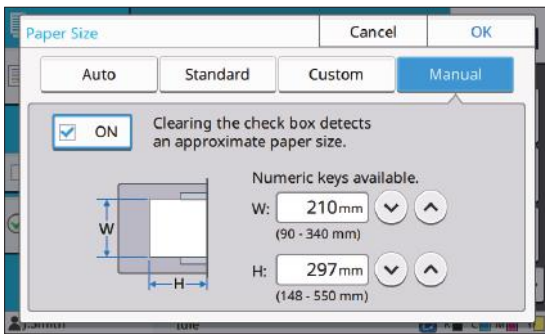 Paper Size
Cancel
OK
Auto
Standard
Custom
Manual
ON
Clearing the check box detects
an approximate paper size.
Numeric keys available.
W: 210mm
(90 - 340 mm)
H: 297mm
(148 - 550 mm)
W
H
J.Smith
Idle